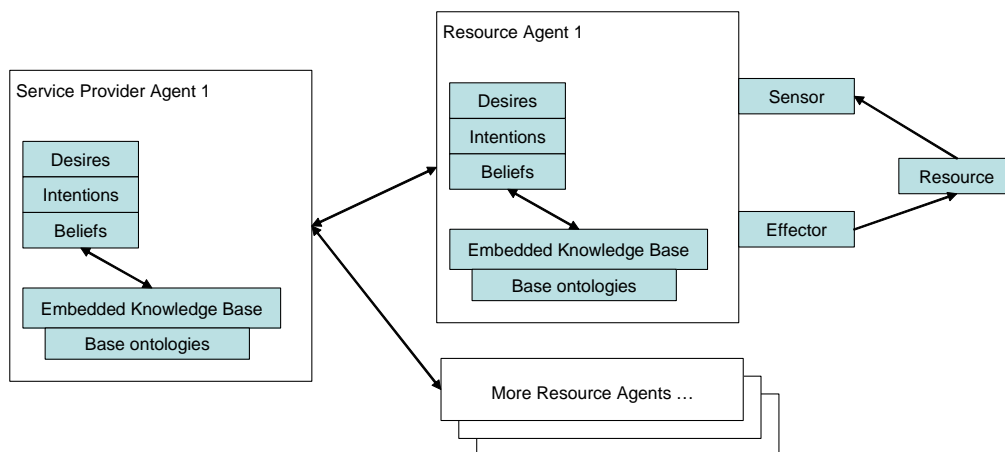 Service Provider Agent 1
Desires
Intentions
Beliefs
Embedded Knowledge Base
Base ontologies
Resource Agent 1
Desires
Intentions
Beliefs
Embedded Knowledge Base
Base ontologies
Sensor
Resource
Effector
More Resource Agents …